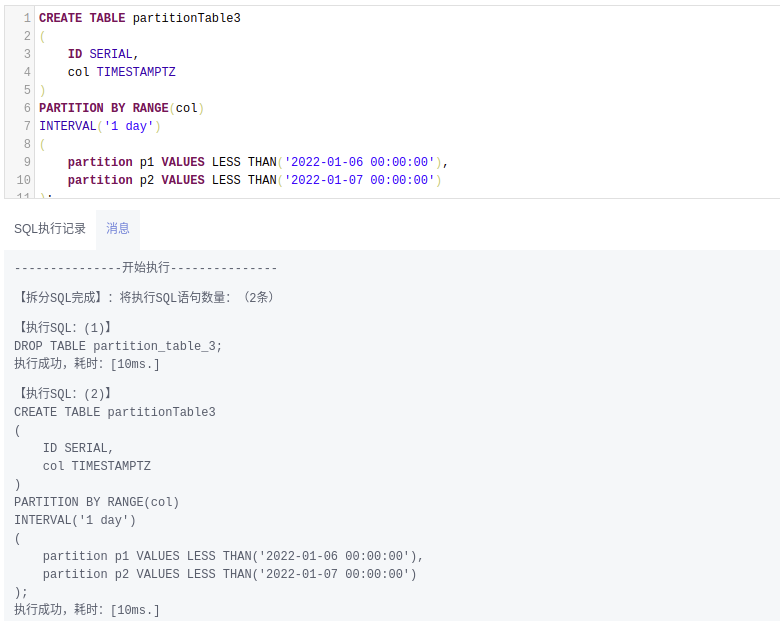 1 CREATE TABLE partitionTable3
2 (
3     ID SERIAL,
4     col TIMESTAMPTZ
5 )
6 PARTITION BY RANGE(col)
7 INTERVAL('1 day')
8 (
9     partition p1 VALUES LESS THAN('2022-01-06 00:00:00'),
10     partition p2 VALUES LESS THAN('2022-01-07 00:00:00')
11 );
SQL执行记录 消息
---------------开始执行---------------
【拆分SQL完成】：将执行SQL语句数量：（2条）
【执行SQL：(1)】
DROP TABLE partition_table_3;
执行成功，耗时：[10ms.]
【执行SQL：(2)】
CREATE TABLE partitionTable3
(
    ID SERIAL,
    col TIMESTAMPTZ
)
PARTITION BY RANGE(col)
INTERVAL('1 day')
(
    partition p1 VALUES LESS THAN('2022-01-06 00:00:00'),
    partition p2 VALUES LESS THAN('2022-01-07 00:00:00')
);
执行成功，耗时：[10ms.]